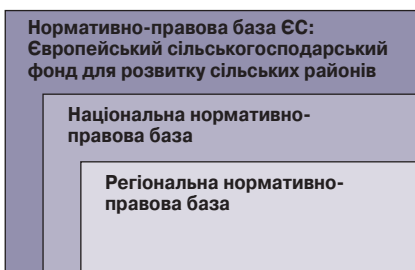 Нормативно-правова база ЄС:
Європейський сільськогосподарський
фонд для розвитку сільських районів
Національна нормативно-
правова база
Регіональна нормативно-
правова база